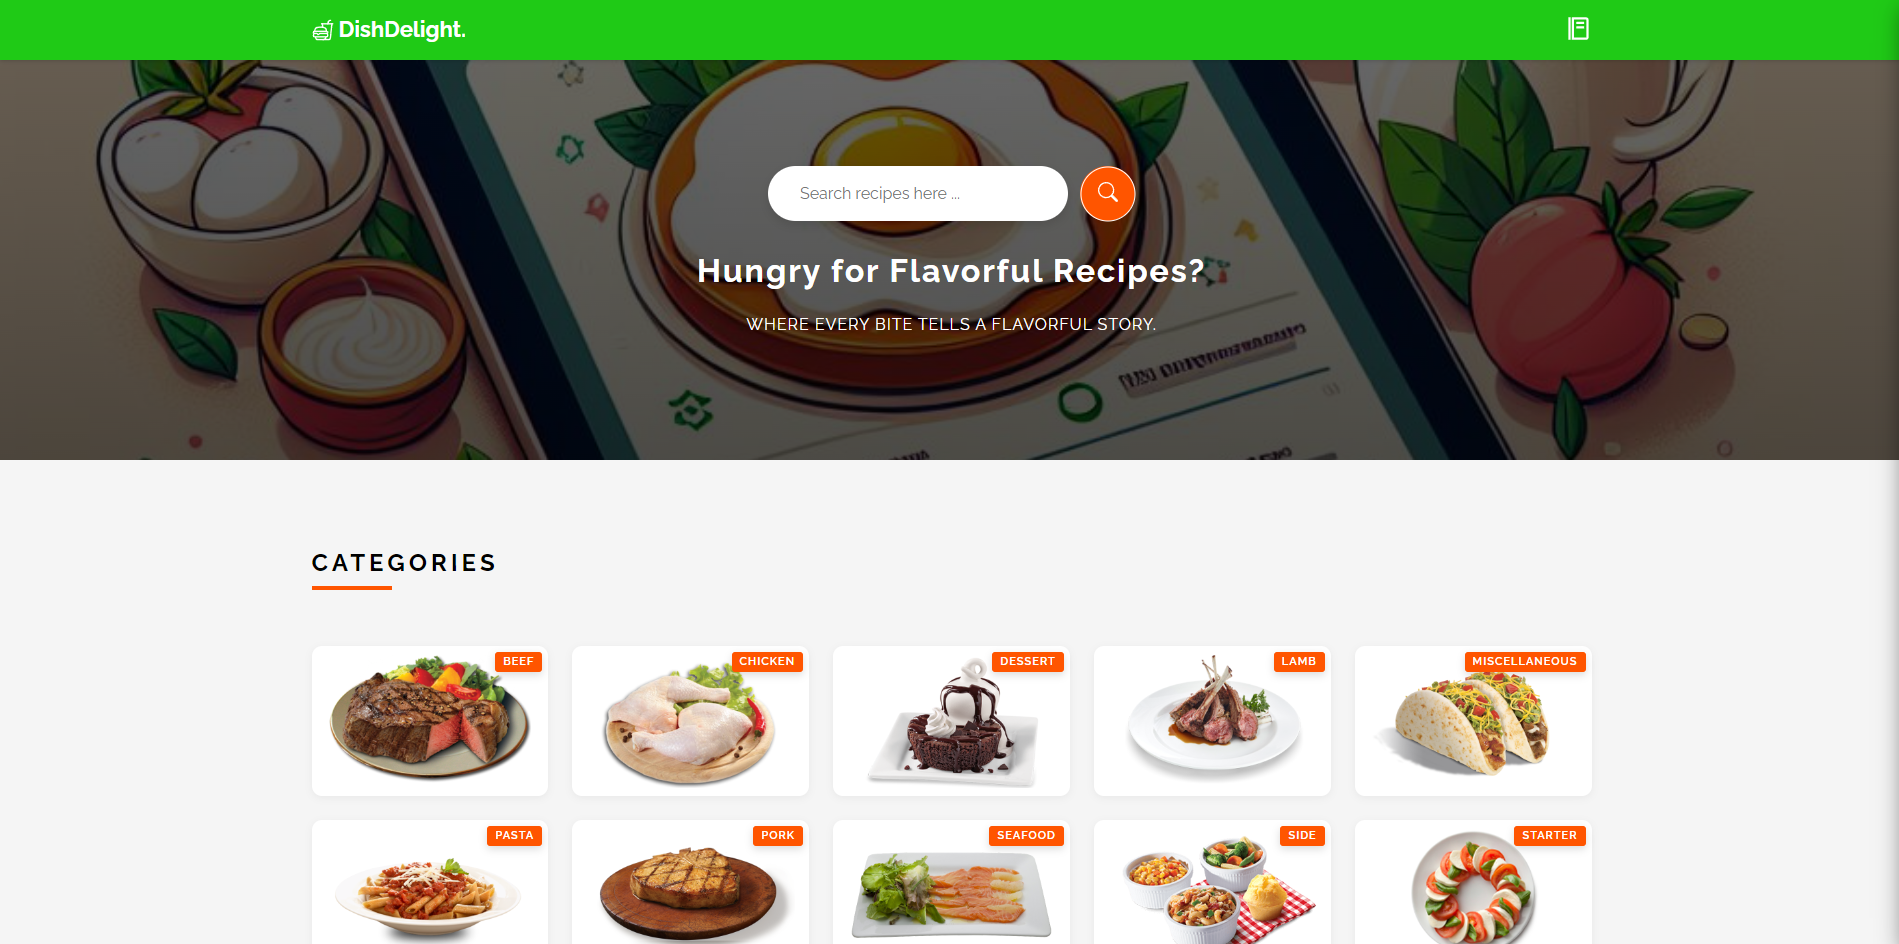 DishDelight.
Search recipes here ...
Hungry for Flavorful Recipes?
WHERE EVERY BITE TELLS A FLAVORFUL STORY.
CATEGORIES
BEEF
CHICKEN
DESSERT
LAMB
MISCELLANEOUS
PASTA
PORK
SEAFOOD
SIDE
STARTER